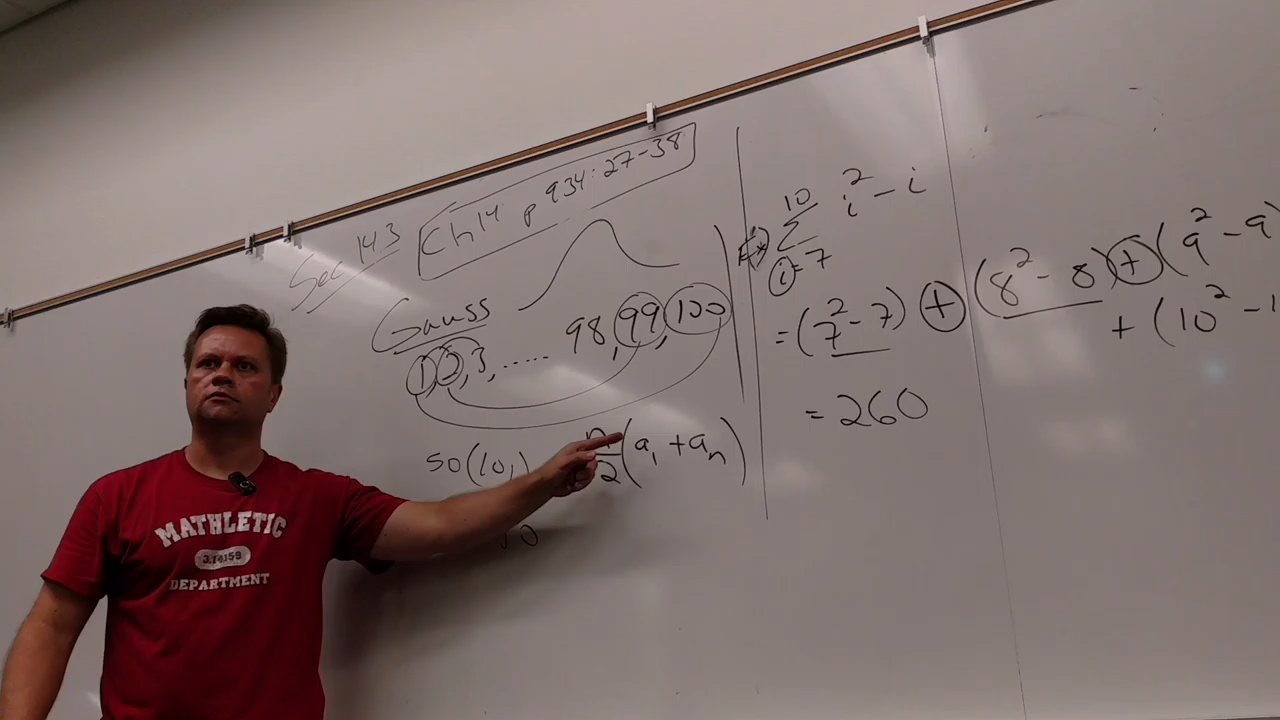 Sec 14.3
Ch 14 p 934: 27-38
Gauss
1, 2, 3, ..... 98, 99, 100
50(101)
n/2 (a₁ + aₙ)
10
∑ i² - i
i=7
= (7² - 7) + (8² - 8) + (9² - 9
+ (10² - 1
= 260
MATHLETIC
3.14159
DEPARTMENT